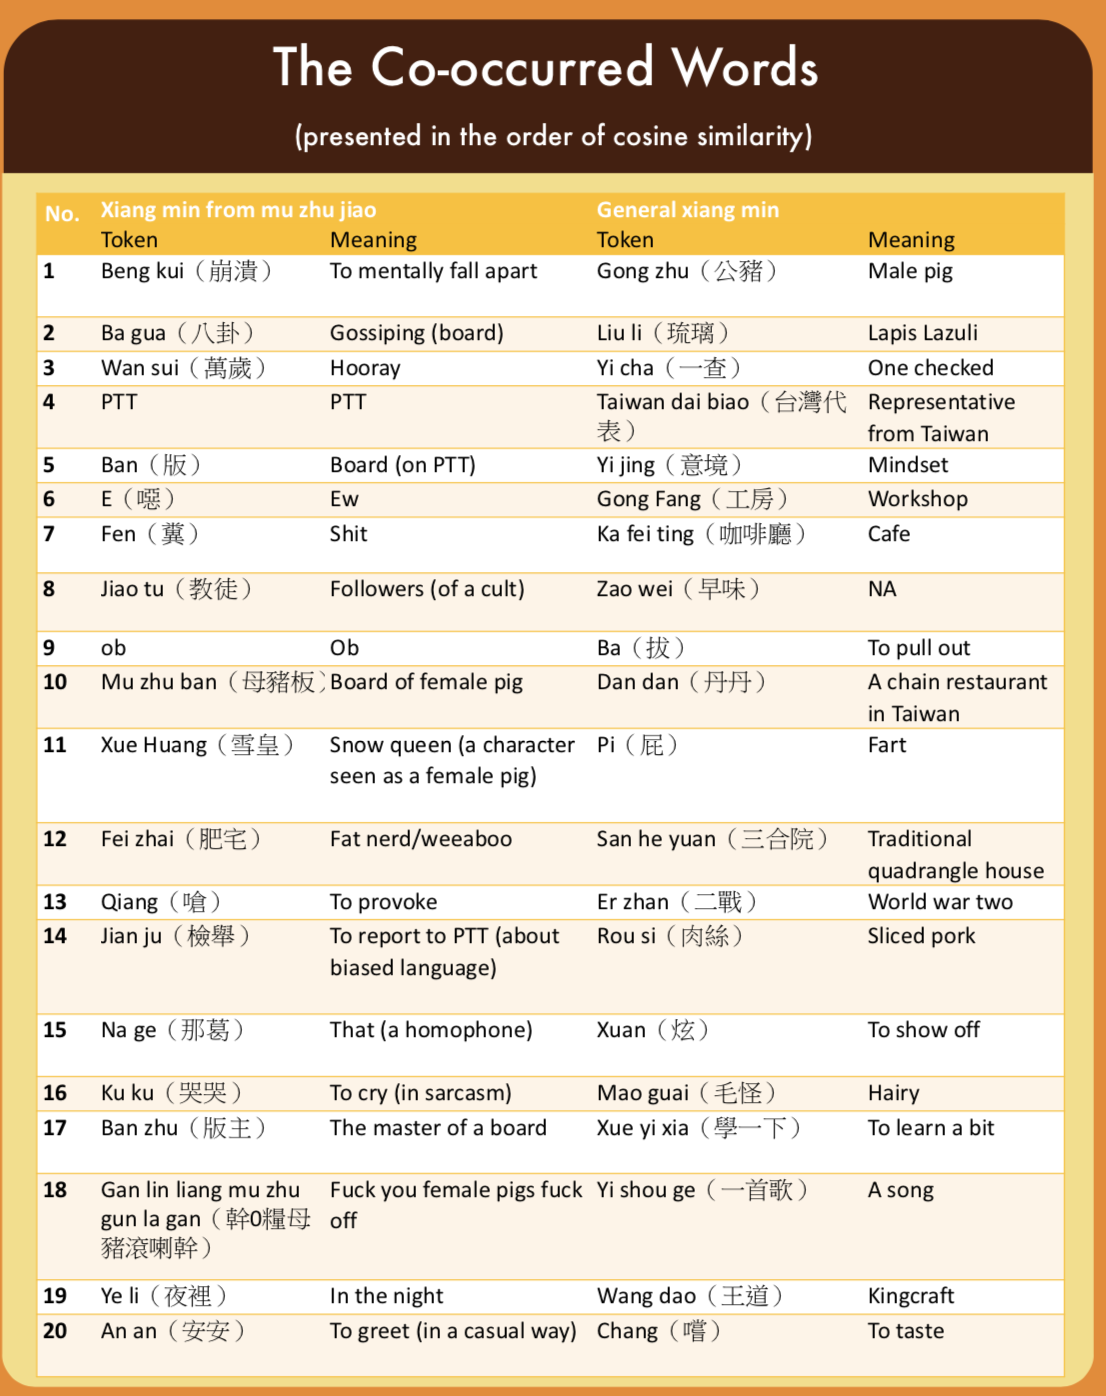 The Co-occurred Words
(presented in the order of cosine similarity)
No. Xiang min from mu zhu jiao General xiang min
Token Meaning Token Meaning
1 Beng kui（崩潰） To mentally fall apart Gong zhu（公豬） Male pig
2 Ba gua（八卦） Gossiping (board) Liu li（琉璃） Lapis Lazuli
3 Wan sui（萬歲） Hooray Yi cha（一查） One checked
4 PTT PTT Taiwan dai biao（台灣代 Representative
表） from Taiwan
5 Ban（版） Board (on PTT) Yi jing（意境） Mindset
6 E（噁） Ew Gong Fang（工房） Workshop
7 Fen（糞） Shit Ka fei ting（咖啡廳） Cafe
8 Jiao tu（教徒） Followers (of a cult) Zao wei（早味） NA
9 ob Ob Ba（拔） To pull out
10 Mu zhu ban（母豬板） Board of female pig Dan dan（丹丹） A chain restaurant
in Taiwan
11 Xue Huang（雪皇） Snow queen (a character Pi（屁） Fart
seen as a female pig)
12 Fei zhai（肥宅） Fat nerd/weeaboo San he yuan（三合院） Traditional
quadrangle house
13 Qiang（嗆） To provoke Er zhan（二戰） World war two
14 Jian ju（檢舉） To report to PTT (about Rou si（肉絲） Sliced pork
biased language)
15 Na ge（那葛） That (a homophone) Xuan（炫） To show off
16 Ku ku（哭哭） To cry (in sarcasm) Mao guai（毛怪） Hairy
17 Ban zhu（版主） The master of a board Xue yi xia（學一下） To learn a bit
18 Gan lin liang mu zhu Fuck you female pigs fuck Yi shou ge（一首歌） A song
gun la gan（幹0糧母 off
豬滾喇幹）
19 Ye li（夜裡） In the night Wang dao（王道） Kingcraft
20 An an（安安） To greet (in a casual way) Chang（嚐） To taste